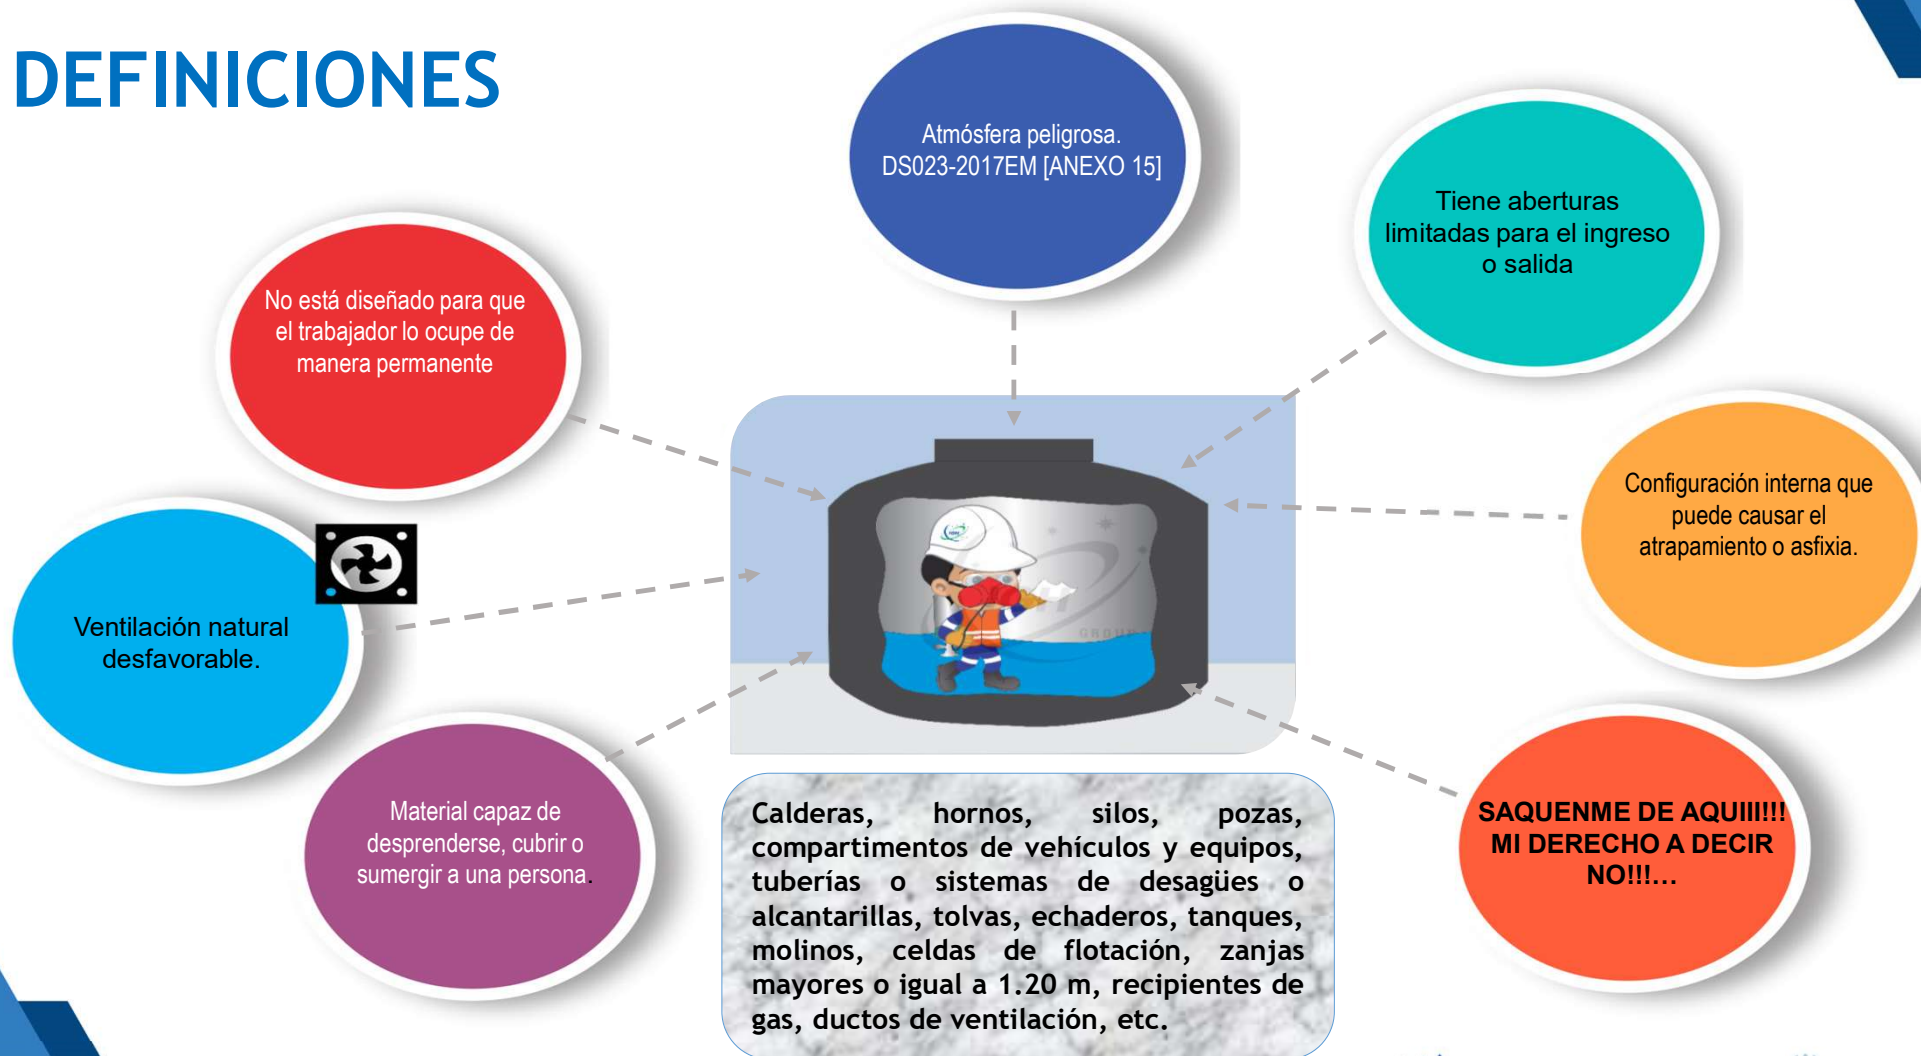 DEFINICIONES
Atmósfera peligrosa.
DS023-2017EM [ANEXO 15]
Tiene aberturas
limitadas para el ingreso
o salida
No está diseñado para que
el trabajador lo ocupe de
manera permanente
Configuración interna que
puede causar el
atrapamiento o asfixia.
Ventilación natural
desfavorable.
GROUP
Material capaz de
desprenderse, cubrir o
sumergir a una persona.
SAQUENME DE AQUIII!!!
MI DERECHO A DECIR
NO!!!...
Calderas, hornos, silos, pozas,
compartimentos de vehículos y equipos,
tuberías o sistemas de desagües o
alcantarillas, tolvas, echaderos, tanques,
molinos, celdas de flotación, zanjas
mayores o igual a 1.20 m, recipientes de
gas, ductos de ventilación, etc.